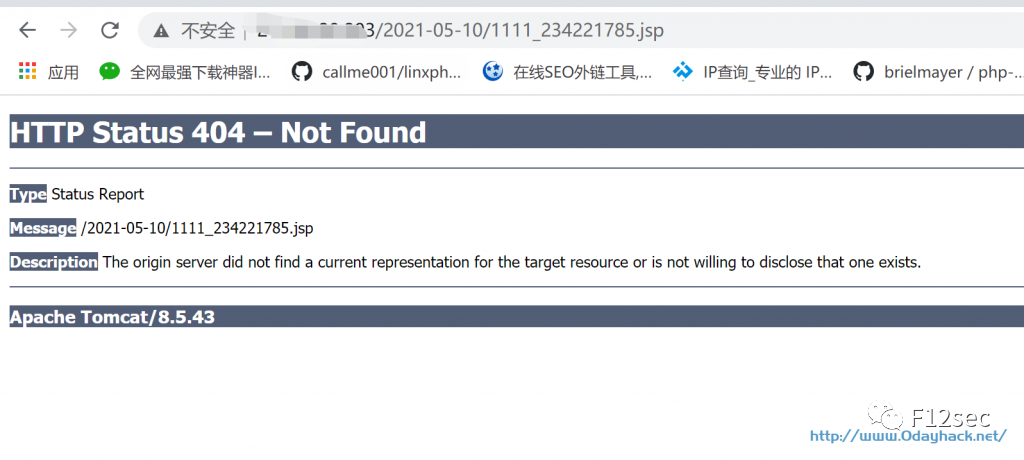 不安全 | 3/2021-05-10/1111_234221785.jsp
应用 全网最强下载神器I... callme001/linxph... 在线SEO外链工具,... IP查询_专业的 IP... brielmayer / php-...
HTTP Status 404 – Not Found
Type Status Report
Message /2021-05-10/1111_234221785.jsp
Description The origin server did not find a current representation for the target resource or is not willing to disclose that one exists.
Apache Tomcat/8.5.43
F12sec
http://www.0dayhack.net/